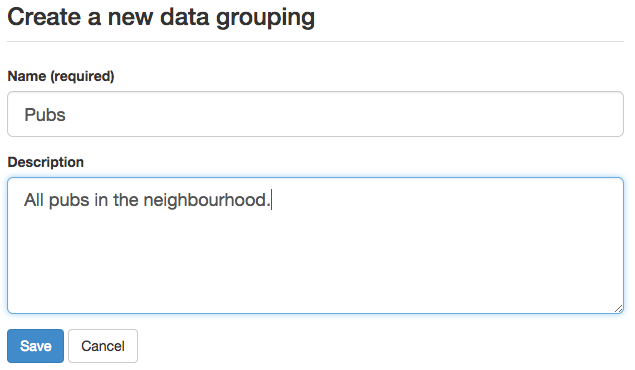 Create a new data grouping
Name (required)
Pubs
Description
All pubs in the neighbourhood.
Save Cancel